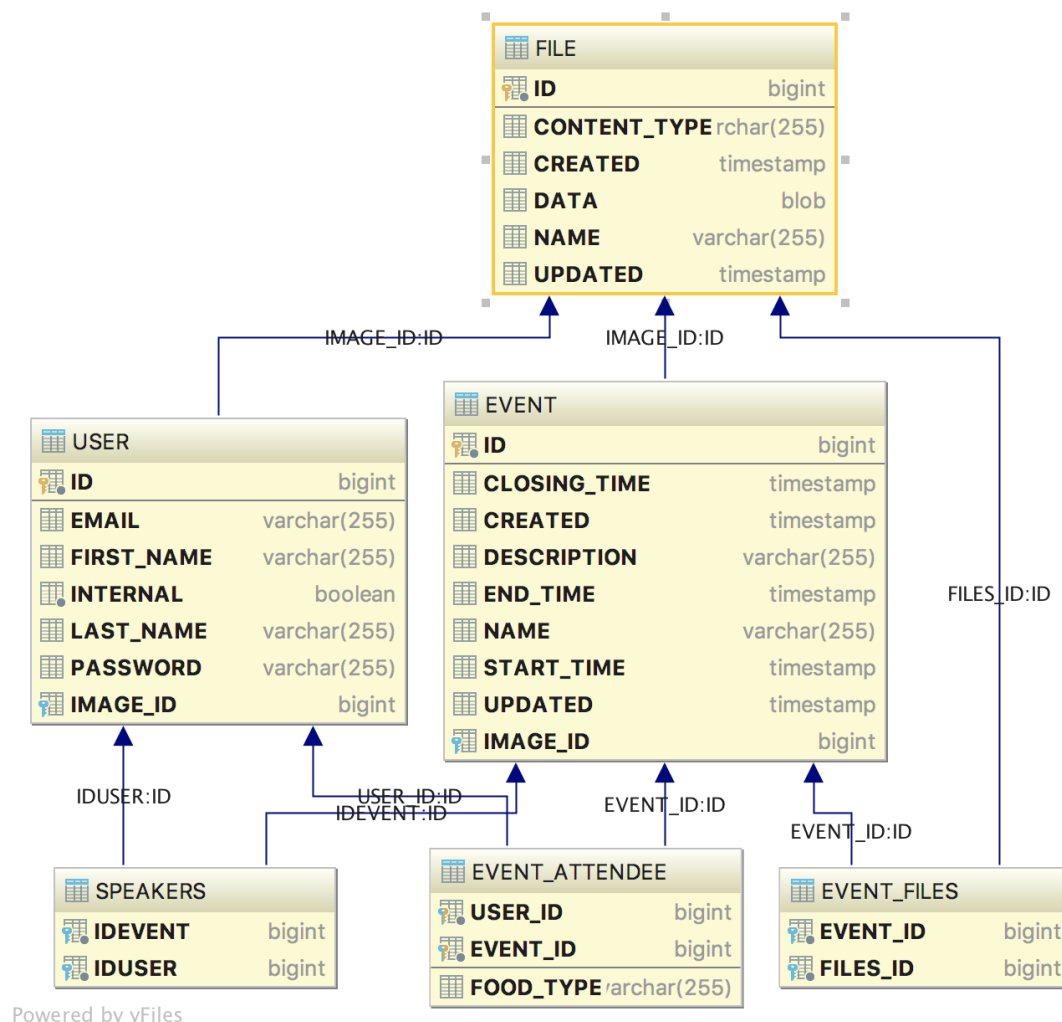 FILE
ID bigint
CONTENT_TYPE rchar(255)
CREATED timestamp
DATA blob
NAME varchar(255)
UPDATED timestamp
IMAGE_ID:ID
IMAGE_ID:ID
FILES_ID:ID
USER
ID bigint
EMAIL varchar(255)
FIRST_NAME varchar(255)
INTERNAL boolean
LAST_NAME varchar(255)
PASSWORD varchar(255)
IMAGE_ID bigint
EVENT
ID bigint
CLOSING_TIME timestamp
CREATED timestamp
DESCRIPTION varchar(255)
END_TIME timestamp
NAME varchar(255)
START_TIME timestamp
UPDATED timestamp
IMAGE_ID bigint
IDUSER:ID
USER_ID:ID
IDEVENT:ID
EVENT_ID:ID
EVENT_ID:ID
SPEAKERS
IDEVENT bigint
IDUSER bigint
EVENT_ATTENDEE
USER_ID bigint
EVENT_ID bigint
FOOD_TYPE varchar(255)
EVENT_FILES
EVENT_ID bigint
FILES_ID bigint
Powered by yFiles